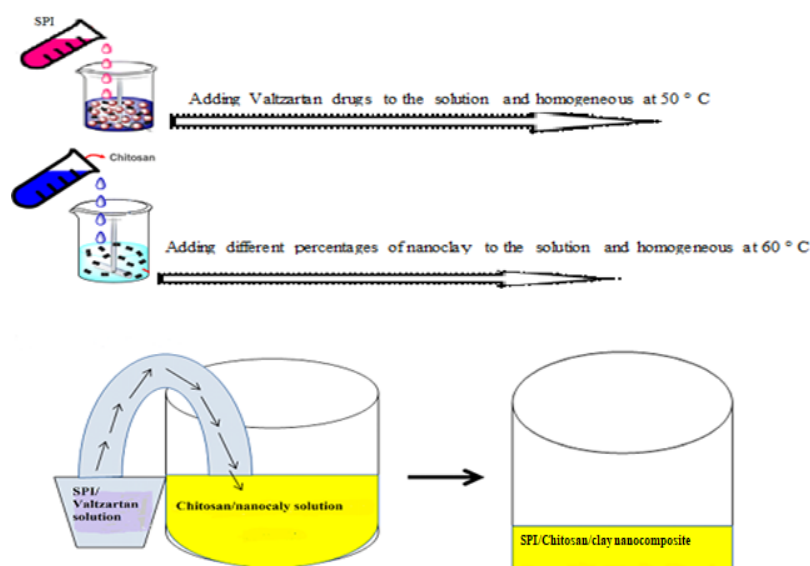 SPI
Adding Valtzartan drugs to the solution and homogeneous at 50 ° C
Chitosan
Adding different percentages of nanoclay to the solution and homogeneous at 60 ° C
SPI/
Valtzartan
solution
Chitosan/nanocaly solution
SPI/Chitosan/clay nanocomposite